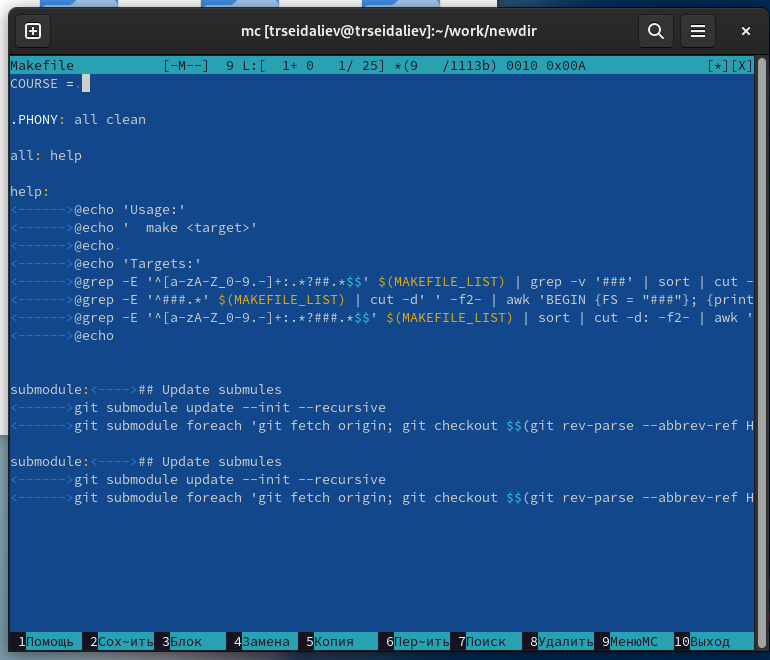 mc [trseidaliev@trseidaliev]:~/work/newdir
Makefile [-M--] 9 L:[ 1+ 0 1/ 25] *(9 /1113b) 0010 0x00A [*][X]
COURSE =.
.PHONY: all clean
all: help
help:
<------>@echo 'Usage:'
<------>@echo '  make <target>'
<------>@echo.
<------>@echo 'Targets:'
<------>@grep -E '^[a-zA-Z_0-9.-]+:.*?##.*$$' $(MAKEFILE_LIST) | grep -v '###' | sort | cut -
<------>@grep -E '^###.*' $(MAKEFILE_LIST) | cut -d' ' -f2- | awk 'BEGIN {FS = "###"}; {print
<------>@grep -E '^[a-zA-Z_0-9.-]+:.*?###.*$$' $(MAKEFILE_LIST) | sort | cut -d: -f2- | awk '
<------>@echo
submodule:<---->## Update submules
<------>git submodule update --init --recursive
<------>git submodule foreach 'git fetch origin; git checkout $$(git rev-parse --abbrev-ref H
submodule:<---->## Update submules
<------>git submodule update --init --recursive
<------>git submodule foreach 'git fetch origin; git checkout $$(git rev-parse --abbrev-ref H
1Помощь 2Сох~ить 3Блок 4Замена 5Копия 6Пер~ить 7Поиск 8Удалить 9МенюMC 10Выход